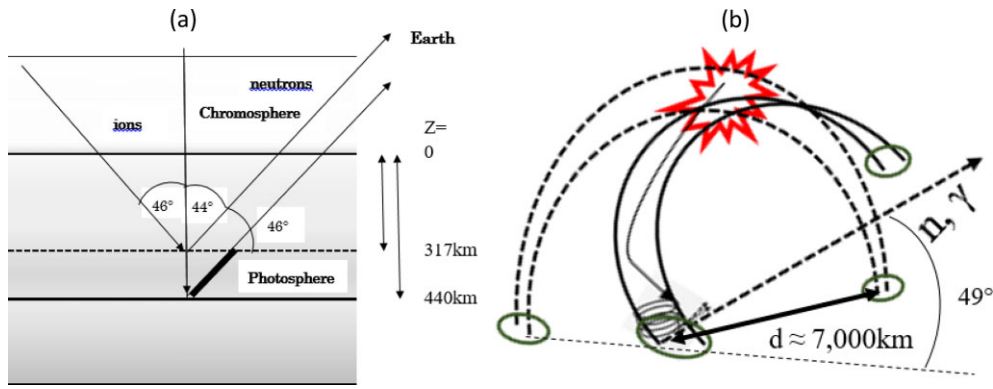 (a)
Earth
neutrons
Chromosphere
ions
Z=
0
46°
44°
46°
317km
Photosphere
440km
(b)
n, γ
49°
d ≈ 7,000km